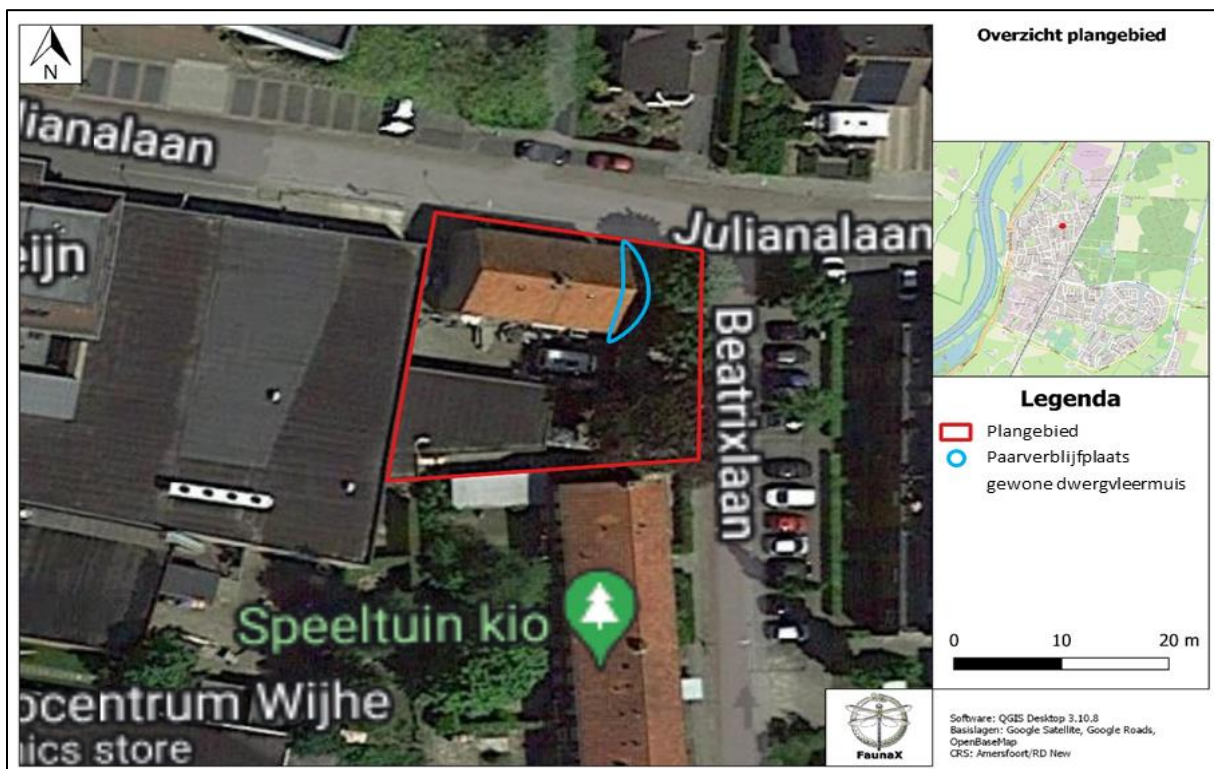 N
lianalaan
Julianalaan
eijn
Beatrixlaan
Speeltuin kio
ocentrum Wijhe
nics store
Overzicht plangebied
Legenda
Plangebied
Paarverblijfplaats
gewone dwergvleermuis
0 10 20 m
FaunaX
Software: QGIS Desktop 3.10.8
Basislagen: Google Satellite, Google Roads,
OpenBaseMap
CRS: Amersfoort/RD New